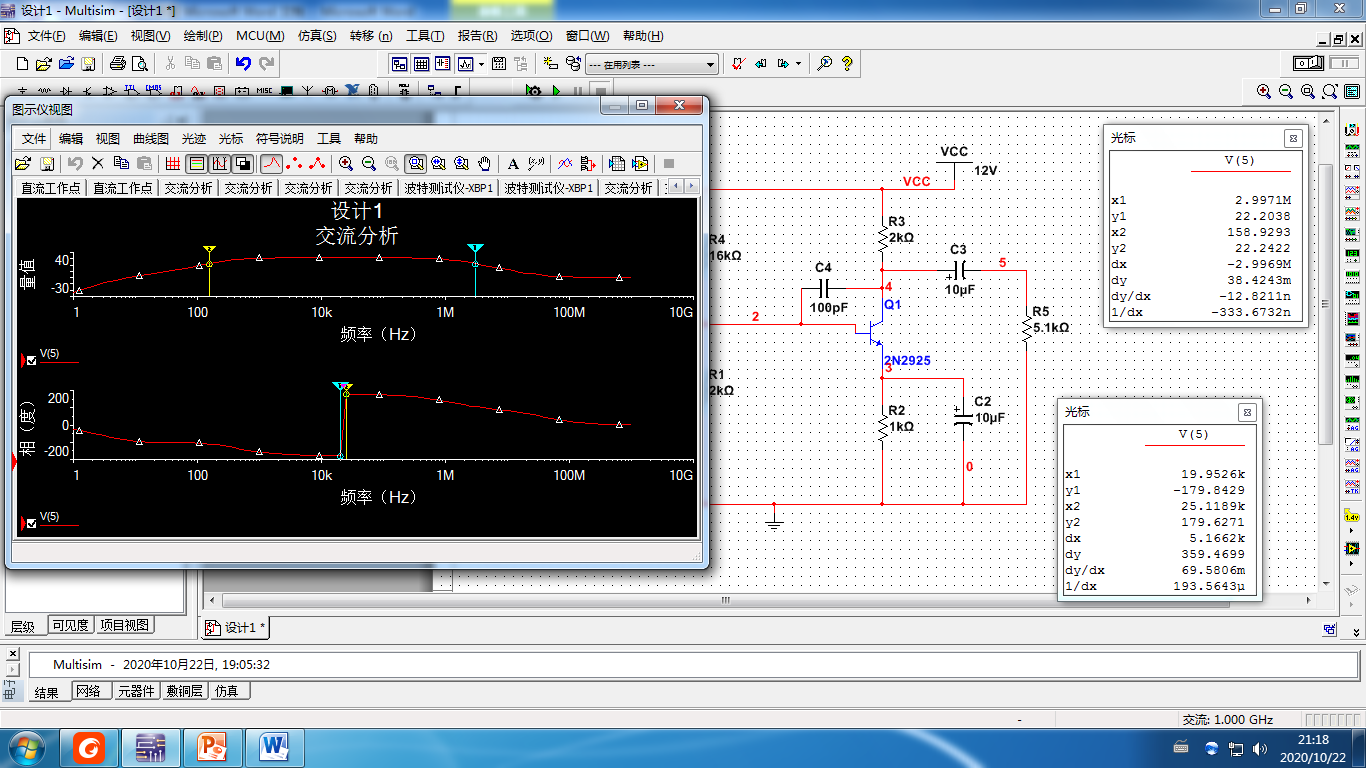 设计1 - Multisim - [设计1 *]
文件(F) 编辑(E) 视图(V) 绘制(P) MCU(M) 仿真(S) 转移 (n) 工具(T) 报告(R) 选项(O) 窗口(W) 帮助(H)
--- 在用列表 ---
图示仪视图
文件 编辑 视图 曲线图 光迹 光标 符号说明 工具 帮助
直流工作点 直流工作点 交流分析 交流分析 交流分析 交流分析 波特测试仪-XBP1 波特测试仪-XBP1 交流分析
设计1
交流分析
量值
40
-30
1 100 10k 1M 100M 10G
频率（Hz）
V(5)
相（度）
200
0
-200
1 100 10k 1M 100M 10G
频率（Hz）
V(5)
VCC
12V
VCC
R3
2kΩ
R4
16kΩ
C3
10µF
5
C4
100pF
4
Q1
2
2N2925
3
R5
5.1kΩ
R1
2kΩ
R2
1kΩ
C2
10µF
0
光标
V(5)
x1 2.9971M
y1 22.2038
x2 158.9293
y2 22.2422
dx -2.9969M
dy 38.4243m
dy/dx -12.8211n
1/dx -333.6732n
光标
V(5)
x1 19.9526k
y1 -179.8429
x2 25.1189k
y2 179.6271
dx 5.1662k
dy 359.4699
dy/dx 69.5806m
1/dx 193.5643µ
层级 可见度 项目视图
设计1 *
Multisim - 2020年10月22日, 19:05:32
结果 网络 元器件 敷铜层 仿真
- 交流: 1.000 GHz
21:18
2020/10/22